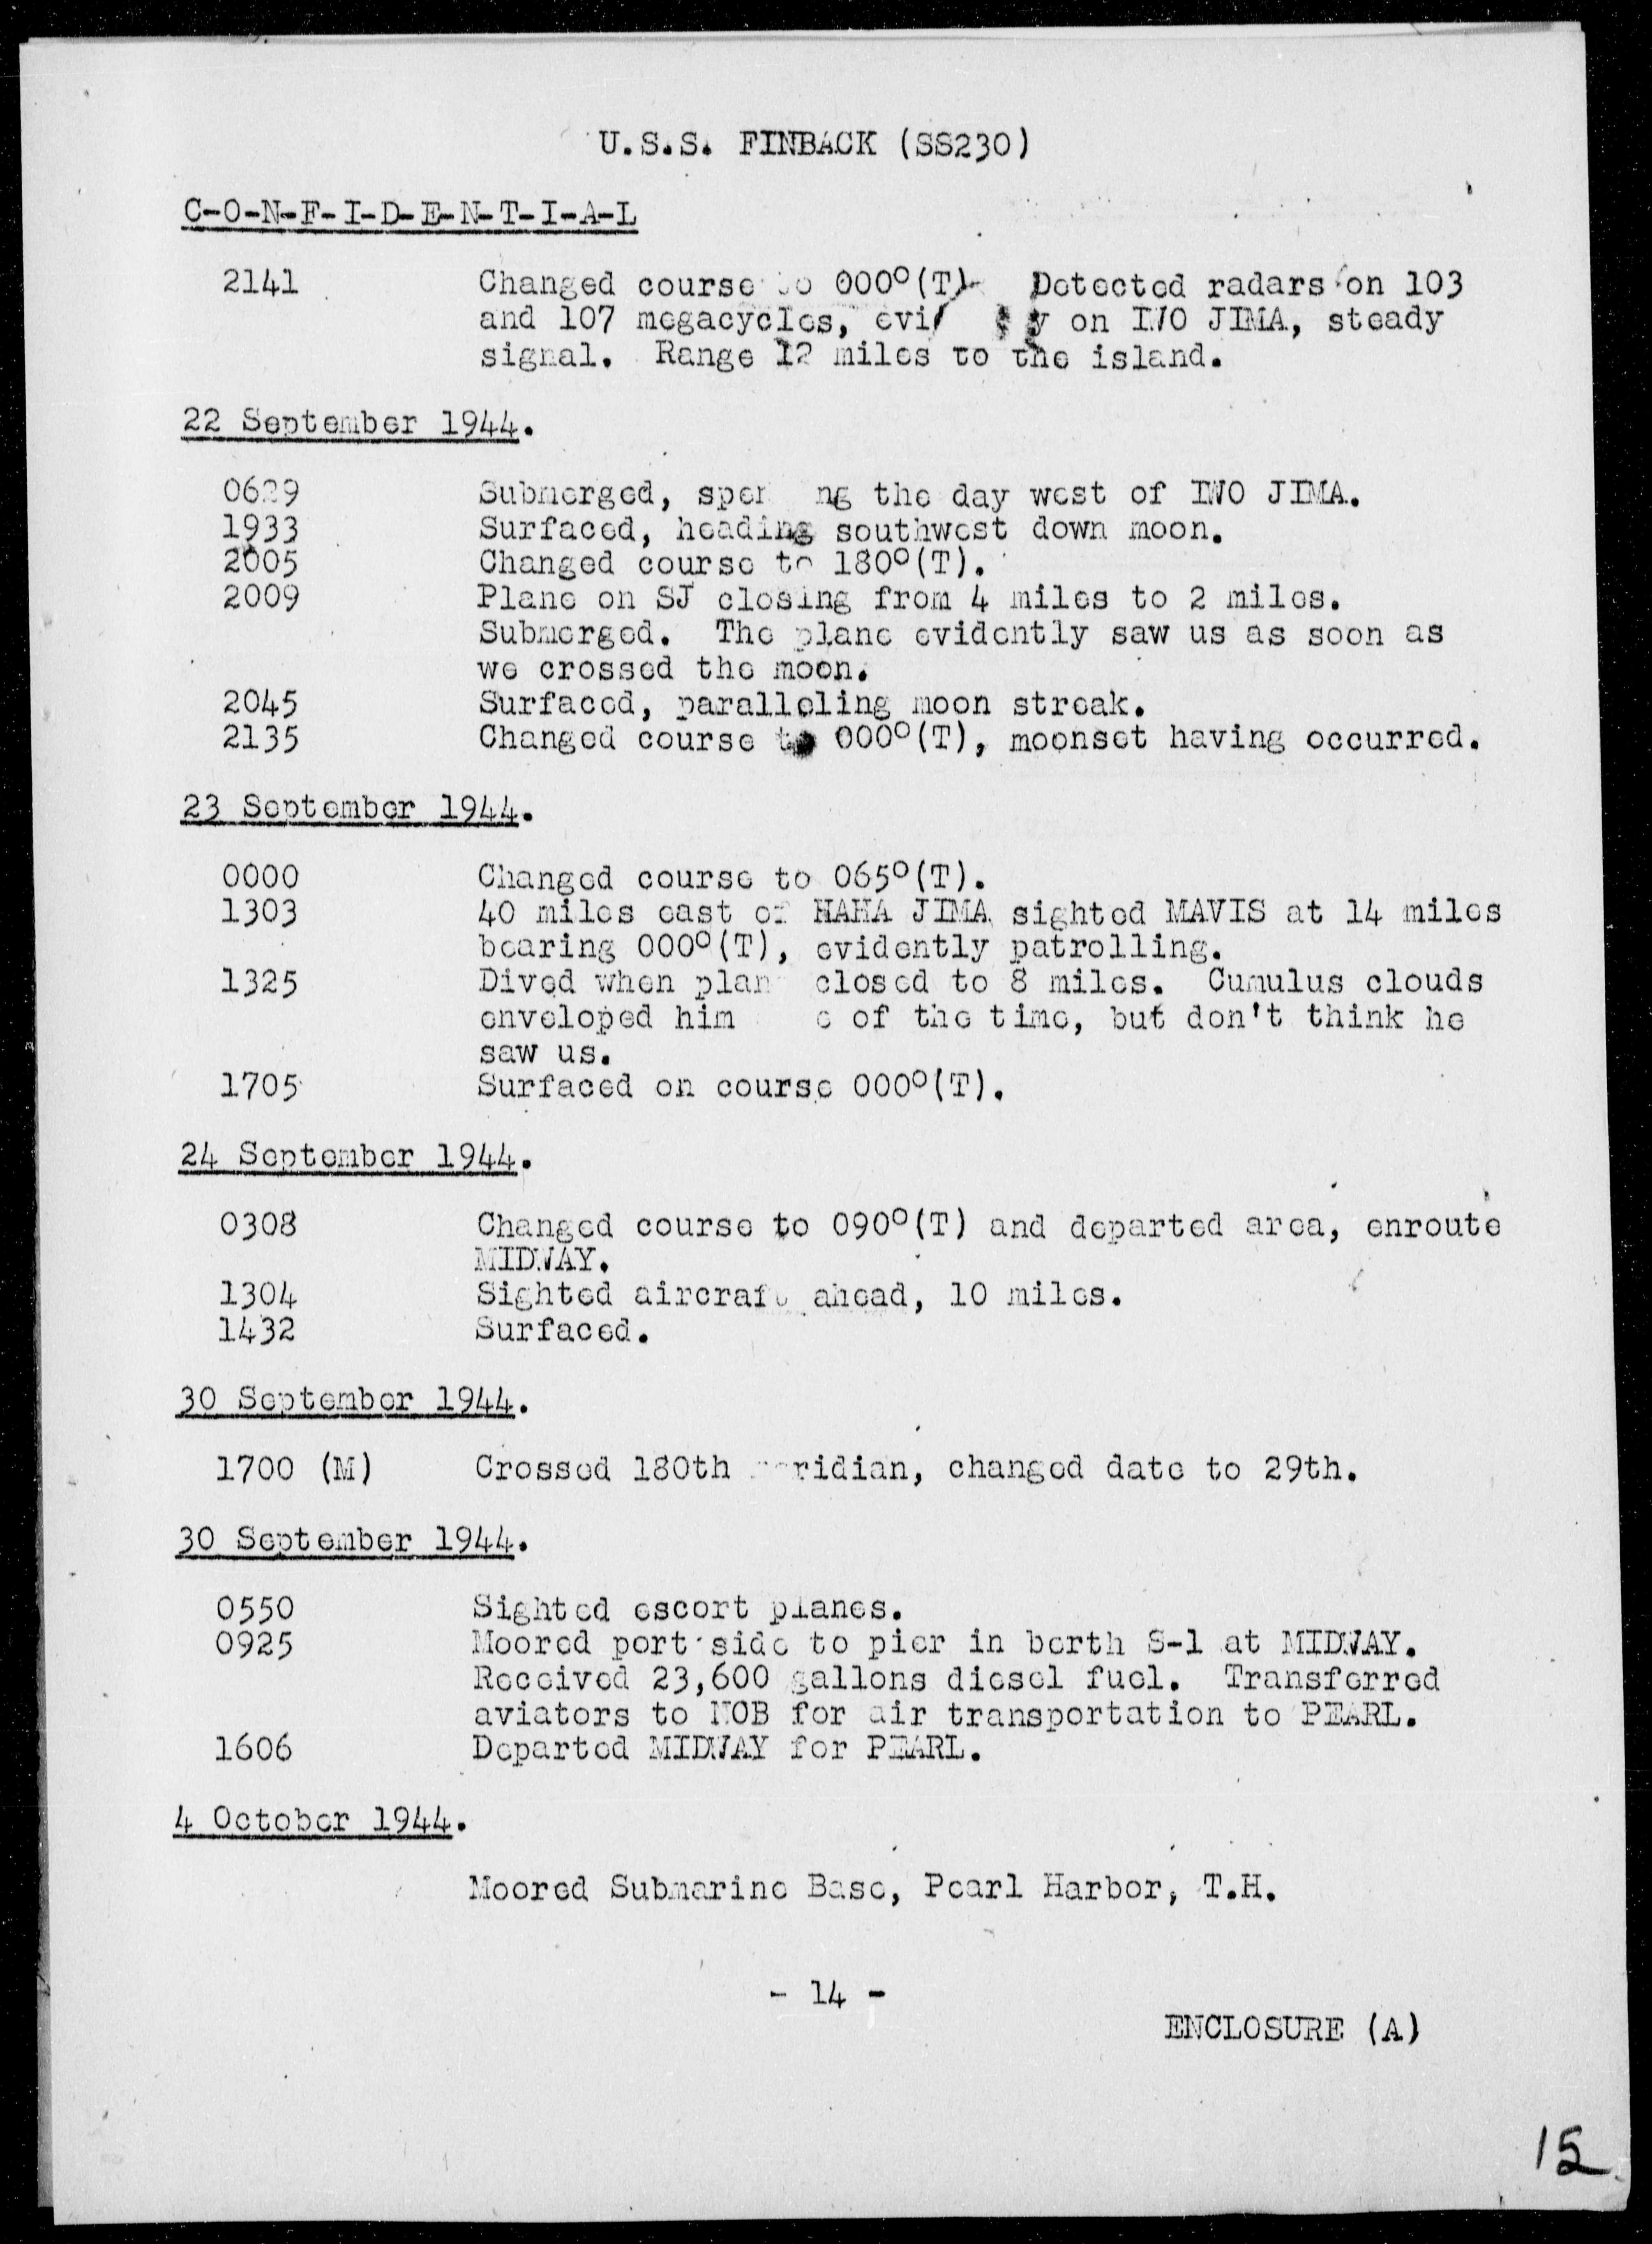 U.S.S. FINBACK (SS230)
C-O-N-F-I-D-E-N-T-I-A-L
2141 Changed course 000°(T) Detected radars on 103
and 107 megacycles, on IWO JIMA, steady
signal. Range 12 miles to the island.
22 September 1944.
0629 Submerged, the day west of IWO JIMA.
1933 Surfaced, heading southwest down moon.
2005 Changed course to 180°(T).
2009 Plane on SJ closing from 4 miles to 2 miles.
Submerged. The plane evidently saw us as soon as
we crossed the moon.
2045 Surfaced, paralleling moon streak.
2135 Changed course to 000°(T), moonset having occurred.
23 September 1944.
0000 Changed course to 065°(T).
1303 40 miles east of HAHA JIMA sighted MAVIS at 14 miles
bearing 000°(T), evidently patrolling.
1325 Dived when closed to 8 miles. Cumulus clouds
enveloped him of the time, but don't think he
saw us.
1705 Surfaced on course 000°(T).
24 September 1944.
0308 Changed course to 090°(T) and departed area, enroute
MIDWAY.
1304 Sighted aircraft ahead, 10 miles.
1432 Surfaced.
30 September 1944.
1700 (M) Crossed 180th meridian, changed date to 29th.
30 September 1944.
0550 Sighted escort planes.
0925 Moored port side to pier in berth S-1 at MIDWAY.
Received 23,600 gallons diesel fuel. Transferred
aviators to NOB for air transportation to PEARL.
1606 Departed MIDWAY for PEARL.
4 October 1944.
Moored Submarine Base, Pearl Harbor, T.H.
- 14 -
ENCLOSURE (A)
15